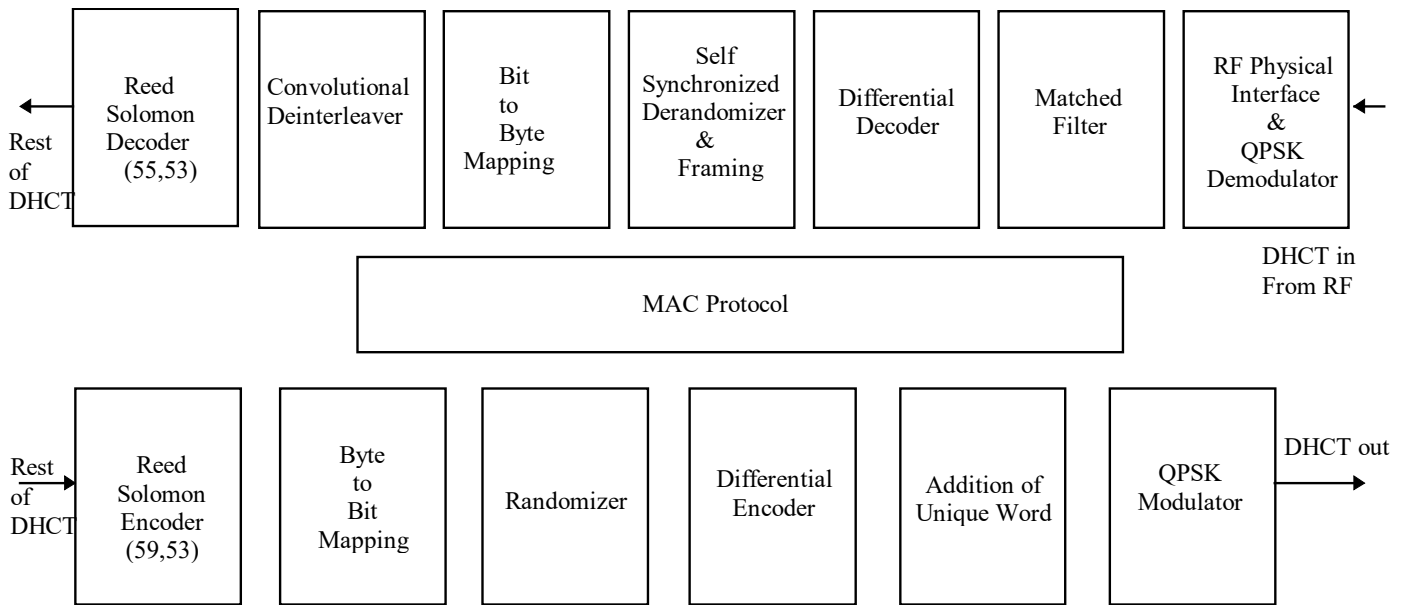 Rest
of
DHCT
Reed
Solomon
Decoder
(55,53)
Convolutional
Deinterleaver
Bit
to
Byte
Mapping
Self
Synchronized
Derandomizer
&
Framing
Differential
Decoder
Matched
Filter
RF Physical
Interface
&
QPSK
Demodulator
DHCT in
From RF
MAC Protocol
Rest
of
DHCT
Reed
Solomon
Encoder
(59,53)
Byte
to
Bit
Mapping
Randomizer
Differential
Encoder
Addition of
Unique Word
QPSK
Modulator
DHCT out